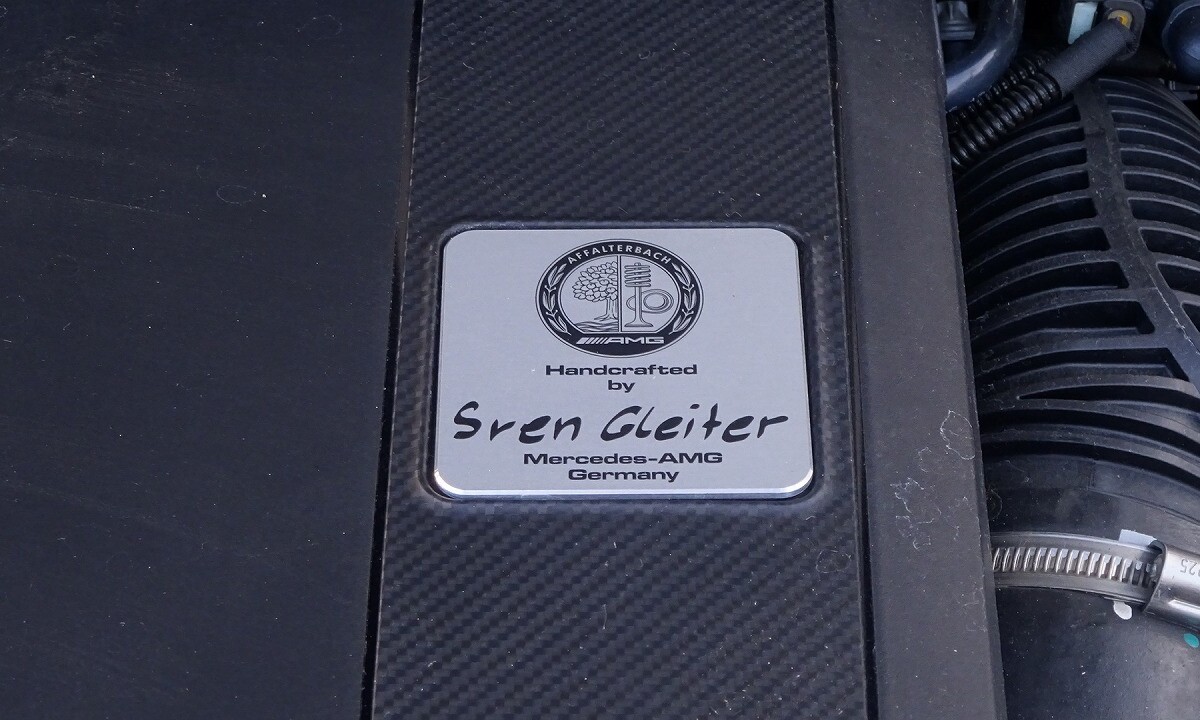 AFFALTERBACH
AMG
Handcrafted
by
Sven Gleiter
Mercedes-AMG
Germany